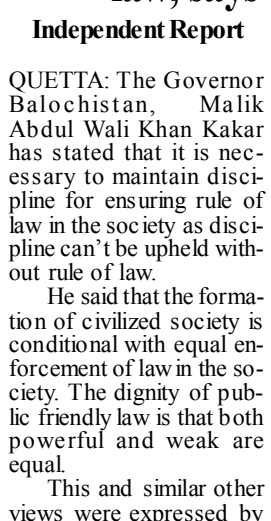 Independent Report
QUETTA: The Governor
Balochistan, Malik
Abdul Wali Khan Kakar
has stated that it is nec-
essary to maintain disci-
pline for ensuring rule of
law in the society as disci-
pline can't be upheld with-
out rule of law.
He said that the forma-
tion of civilized society is
conditional with equal en-
forcement of law in the so-
ciety. The dignity of pub-
lic friendly law is that both
powerful and weak are
equal.
This and similar other
views were expressed by